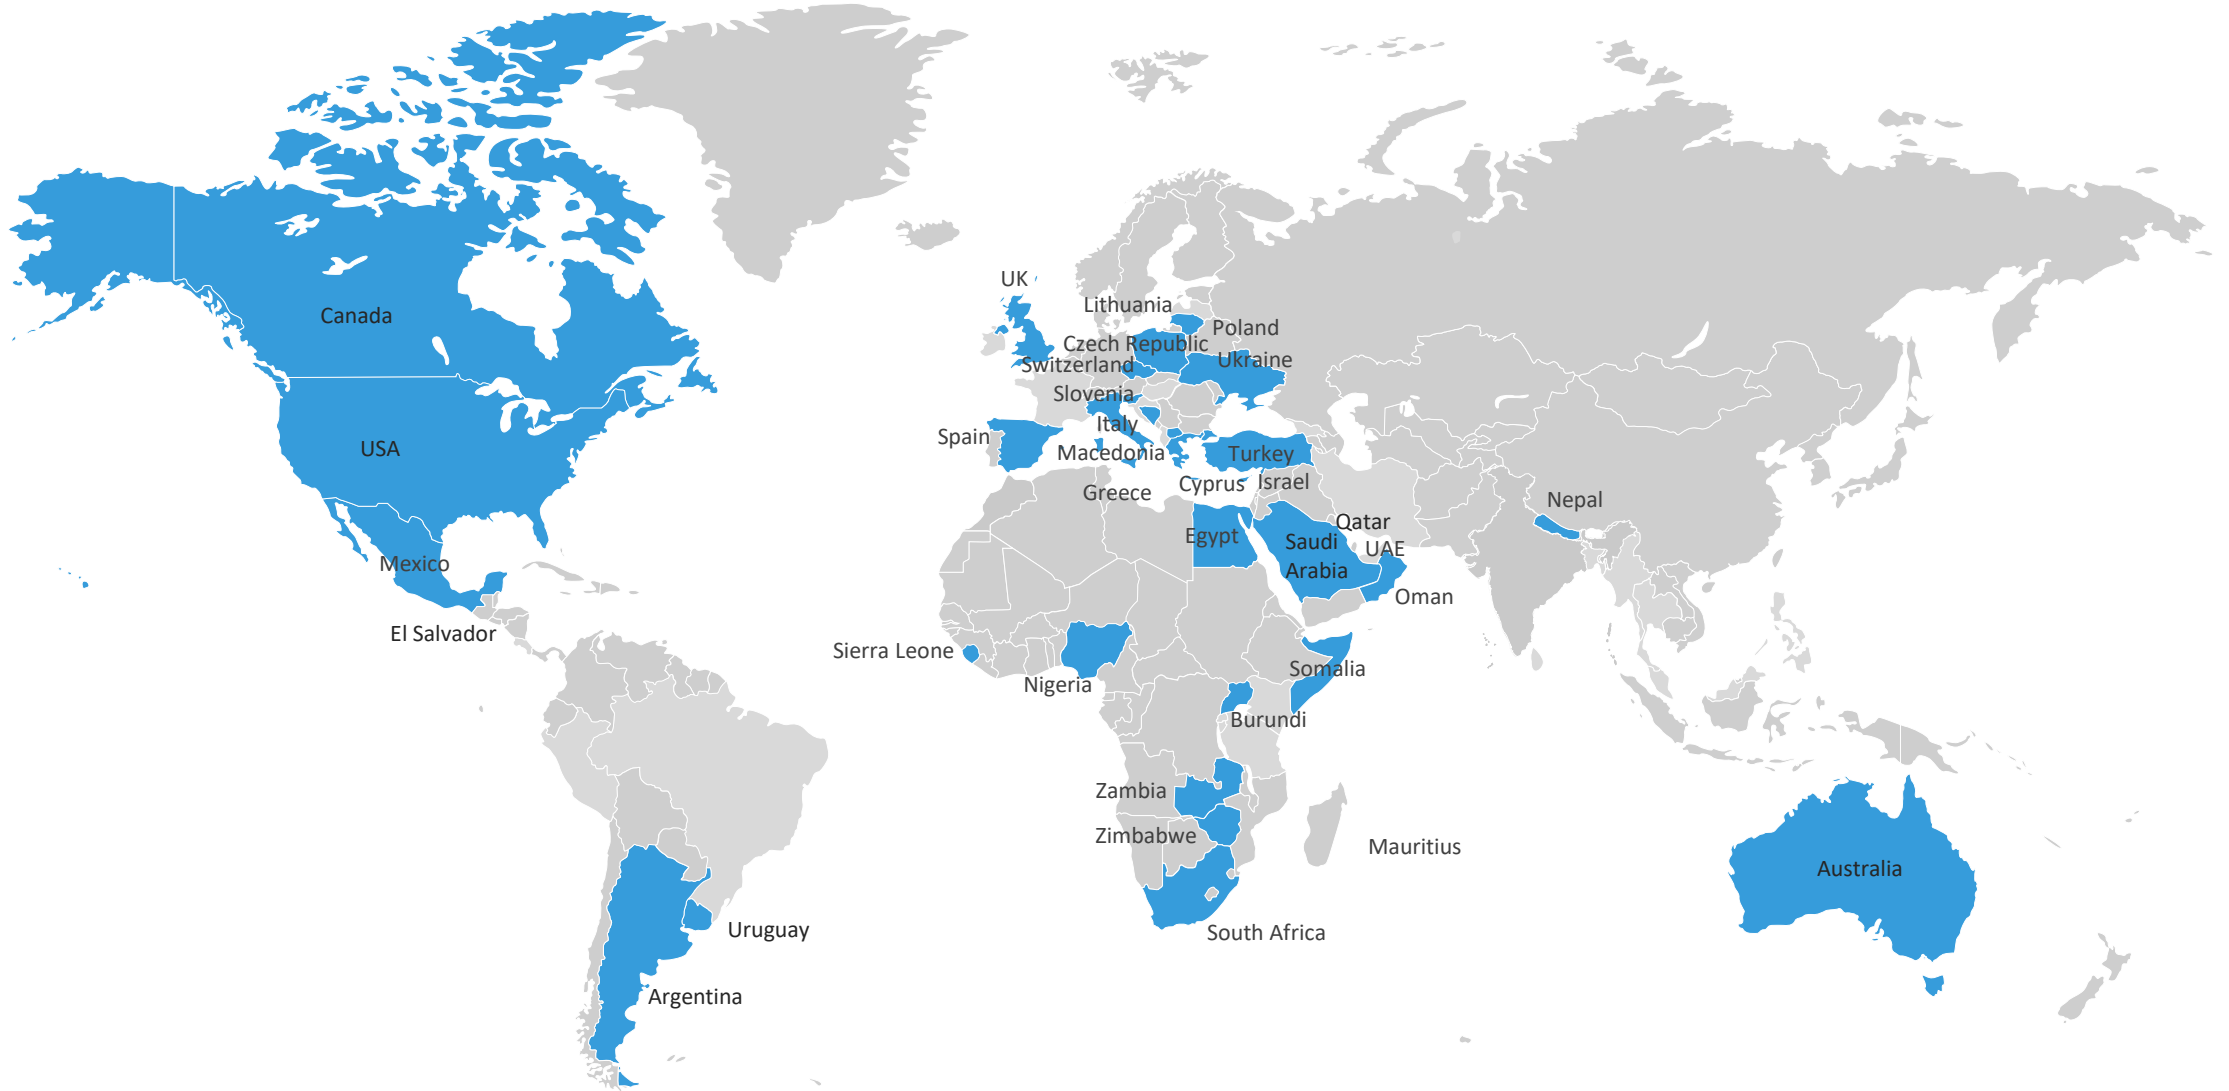 UK
Lithuania
Canada
Poland
Czech Republic
Ukraine
Switzerland
Slovenia
Italy
Spain
USA
Macedonia
Turkey
Cyprus
Israel
Greece
Nepal
Qatar
Egypt
Saudi
Arabia
UAE
Mexico
Oman
El Salvador
Sierra Leone
Somalia
Nigeria
Burundi
Zambia
Zimbabwe
Mauritius
Australia
Uruguay
South Africa
Argentina